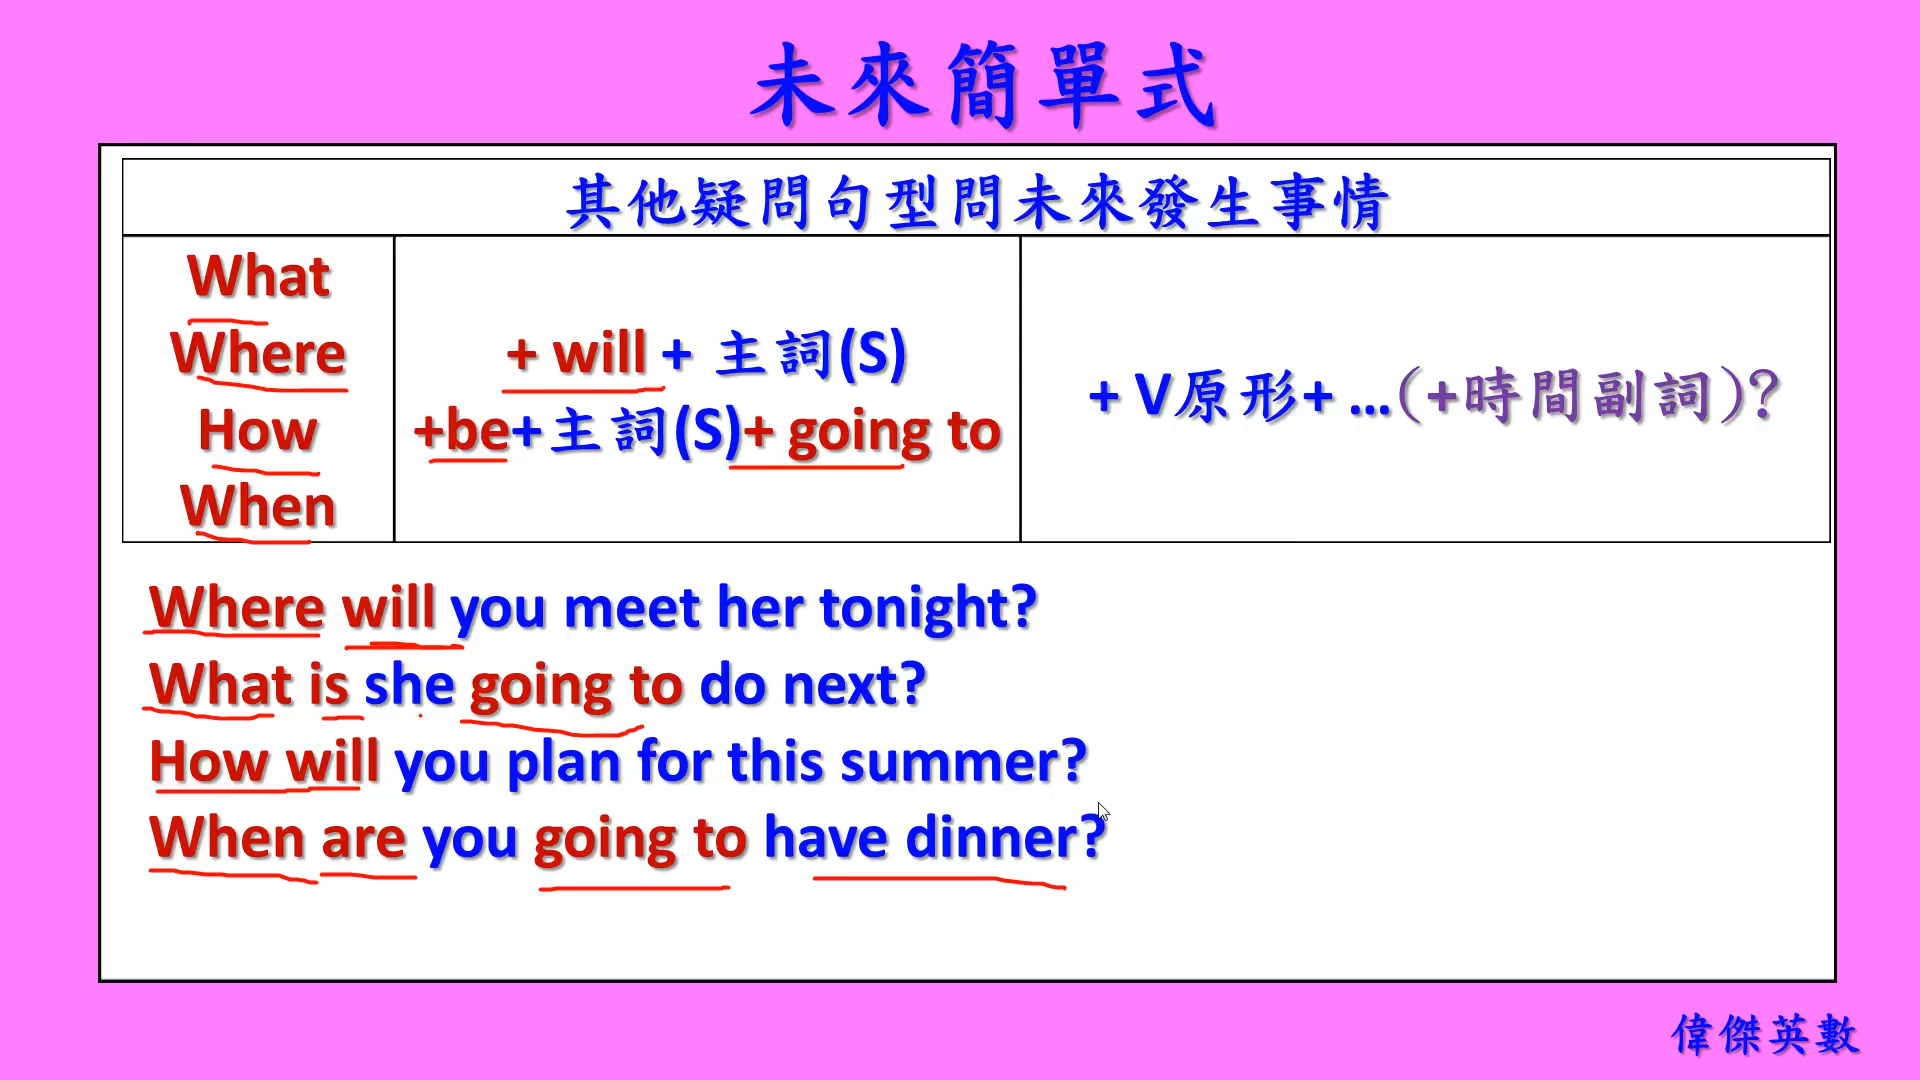 未來簡單式
其他疑問句型問未來發生事情
What
Where
How
When
+ will + 主詞(S)
+be+主詞(S)+ going to
+ V原形+ ...(+時間副詞)?
Where will you meet her tonight?
What is she going to do next?
How will you plan for this summer?
When are you going to have dinner?
偉傑英數